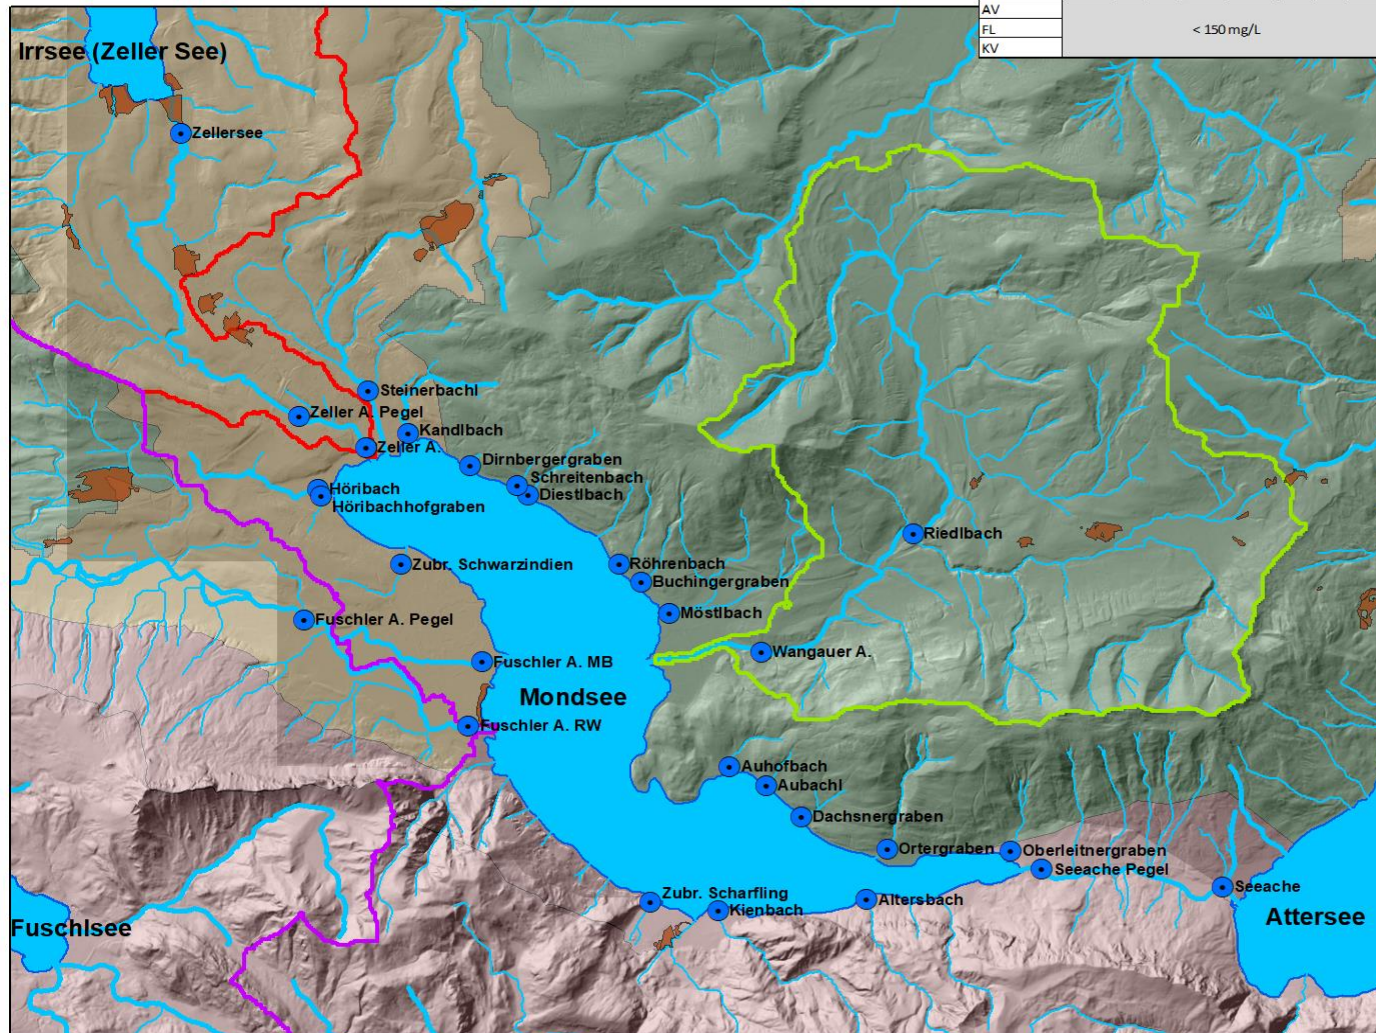 AV
FL
< 150 mg/L
KV
Irrsee (Zeller See)
Zellersee
Steinerbachl
Zeller A. Pegel
Kandlbach
Zeller A.
Dirnbergergraben
Schreitenbach
Diestlbach
Höribach
Höribachhofgraben
Riedlbach
Zubr. Schwarzindien
Röhrenbach
Buchingergraben
Möstlbach
Fuschler A. Pegel
Wangauer A.
Fuschler A. MB
Mondsee
Fuschler A. RW
Auhofbach
Aubachl
Dachsnergraben
Ortergraben
Oberleitnergraben
Seeache Pegel
Seeache
Zubr. Scharfling
Altersbach
Kienbach
Attersee
Fuschlsee